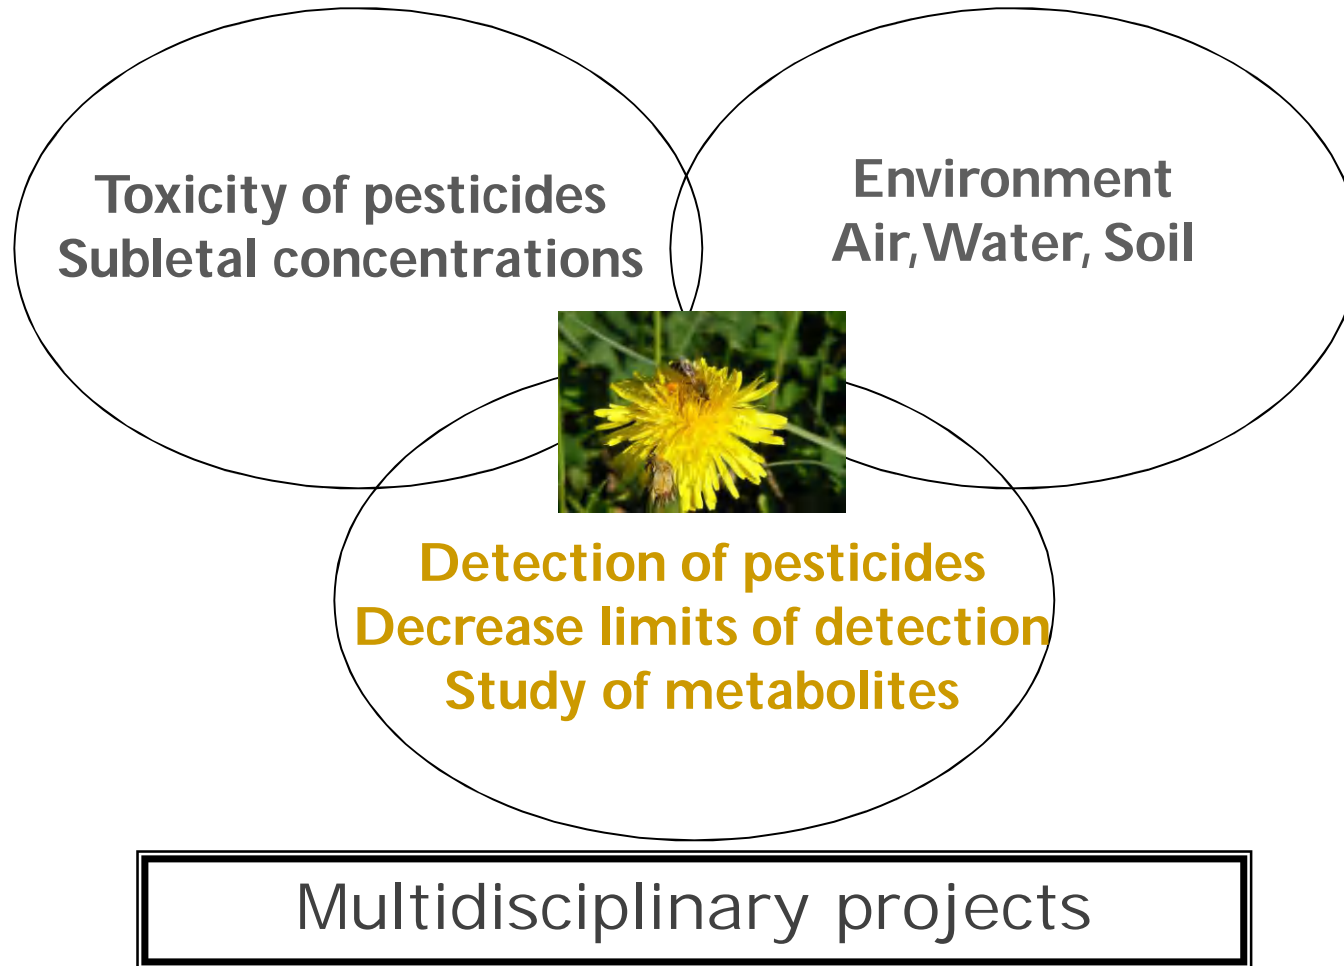 Toxicity of pesticides
Subletal concentrations
Environment
Air,Water, Soil
Detection of pesticides
Decrease limits of detection
Study of metabolites
Multidisciplinary projects